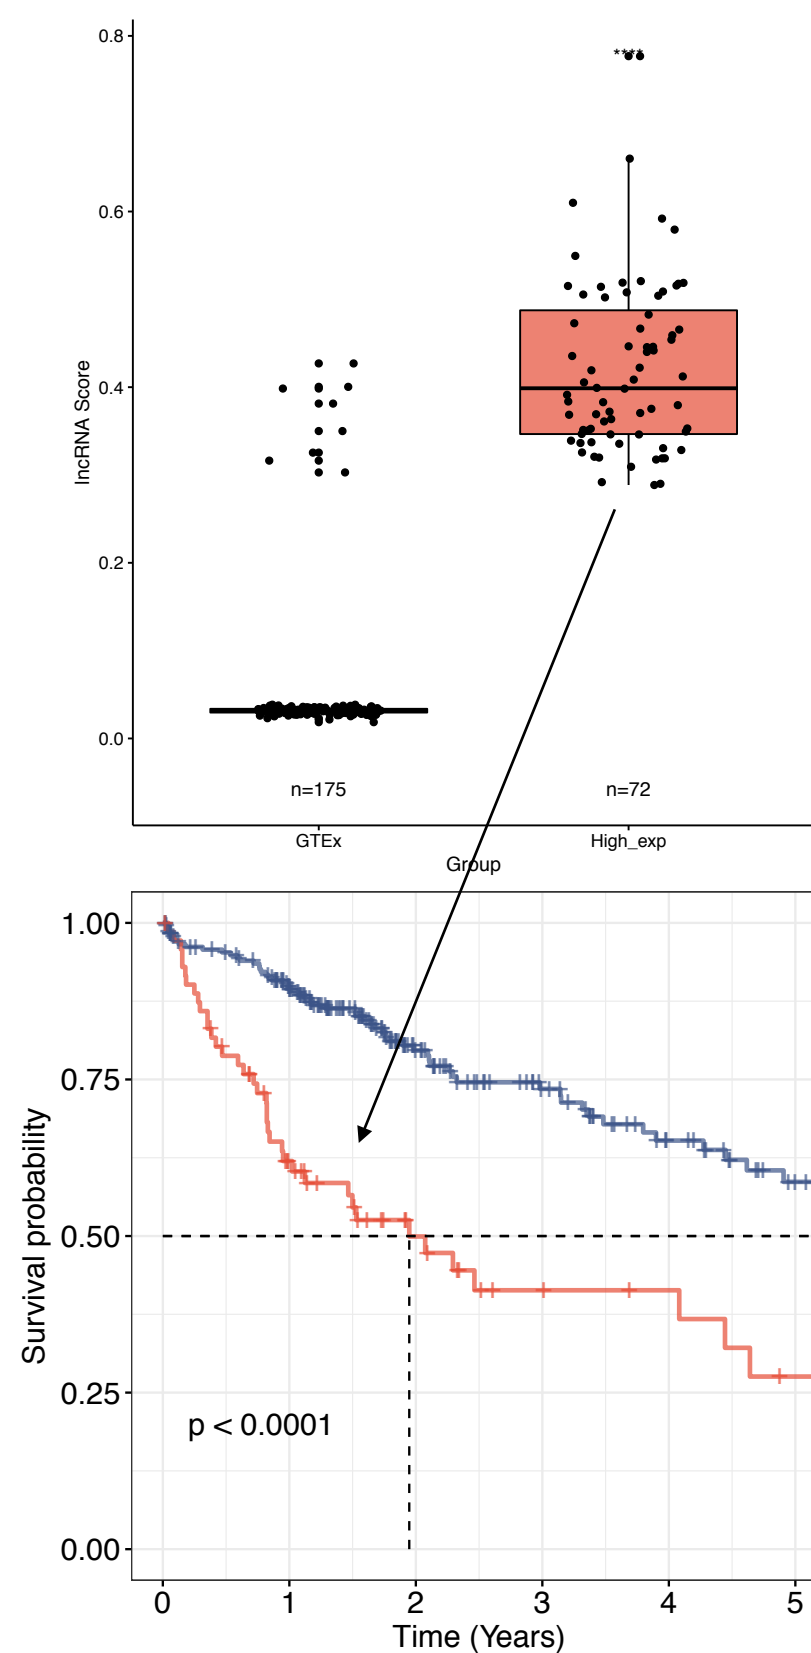 0.8
****
0.6
0.4
0.2
0.0
lncRNA Score
n=175
n=72
GTEx
High_exp
Group
1.00
0.75
0.50
0.25
0.00
Survival probability
p < 0.0001
0 1 2 3 4 5
Time (Years)